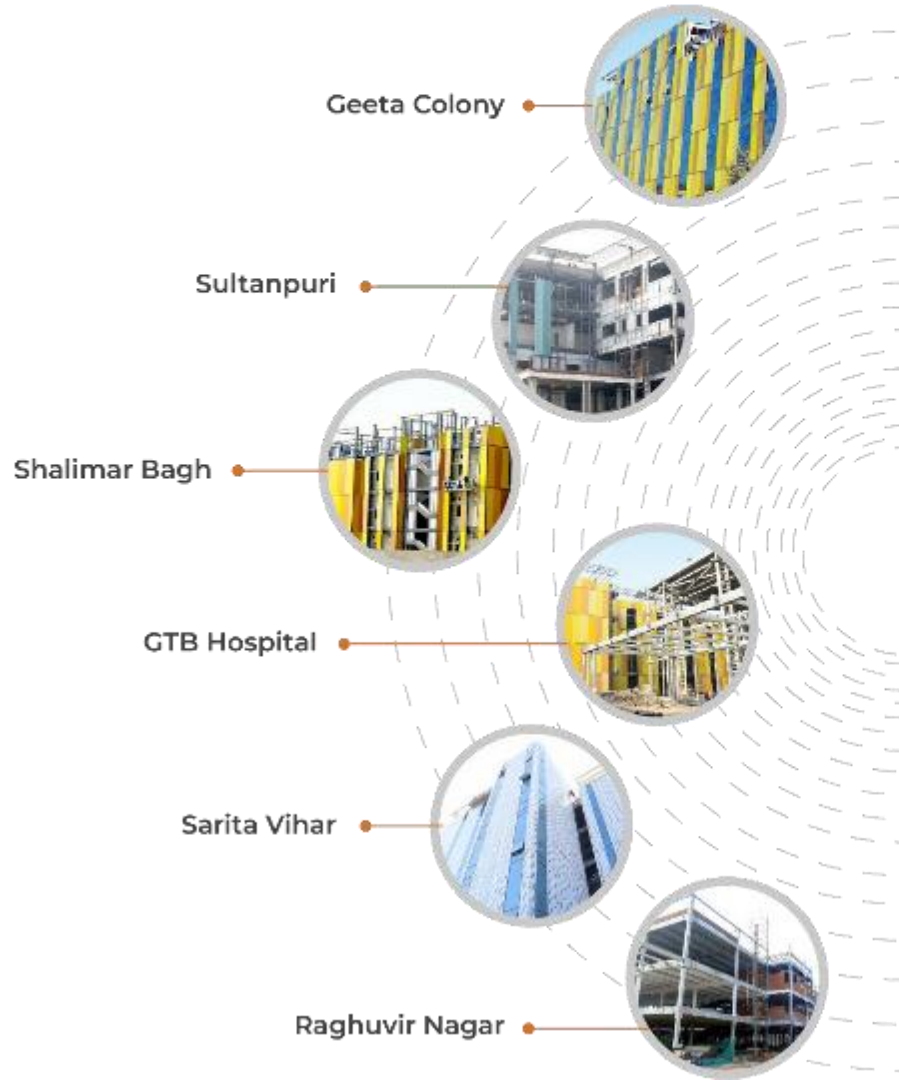 Geeta Colony
Sultanpuri
Shalimar Bagh
GTB Hospital
Sarita Vihar
Raghuvir Nagar